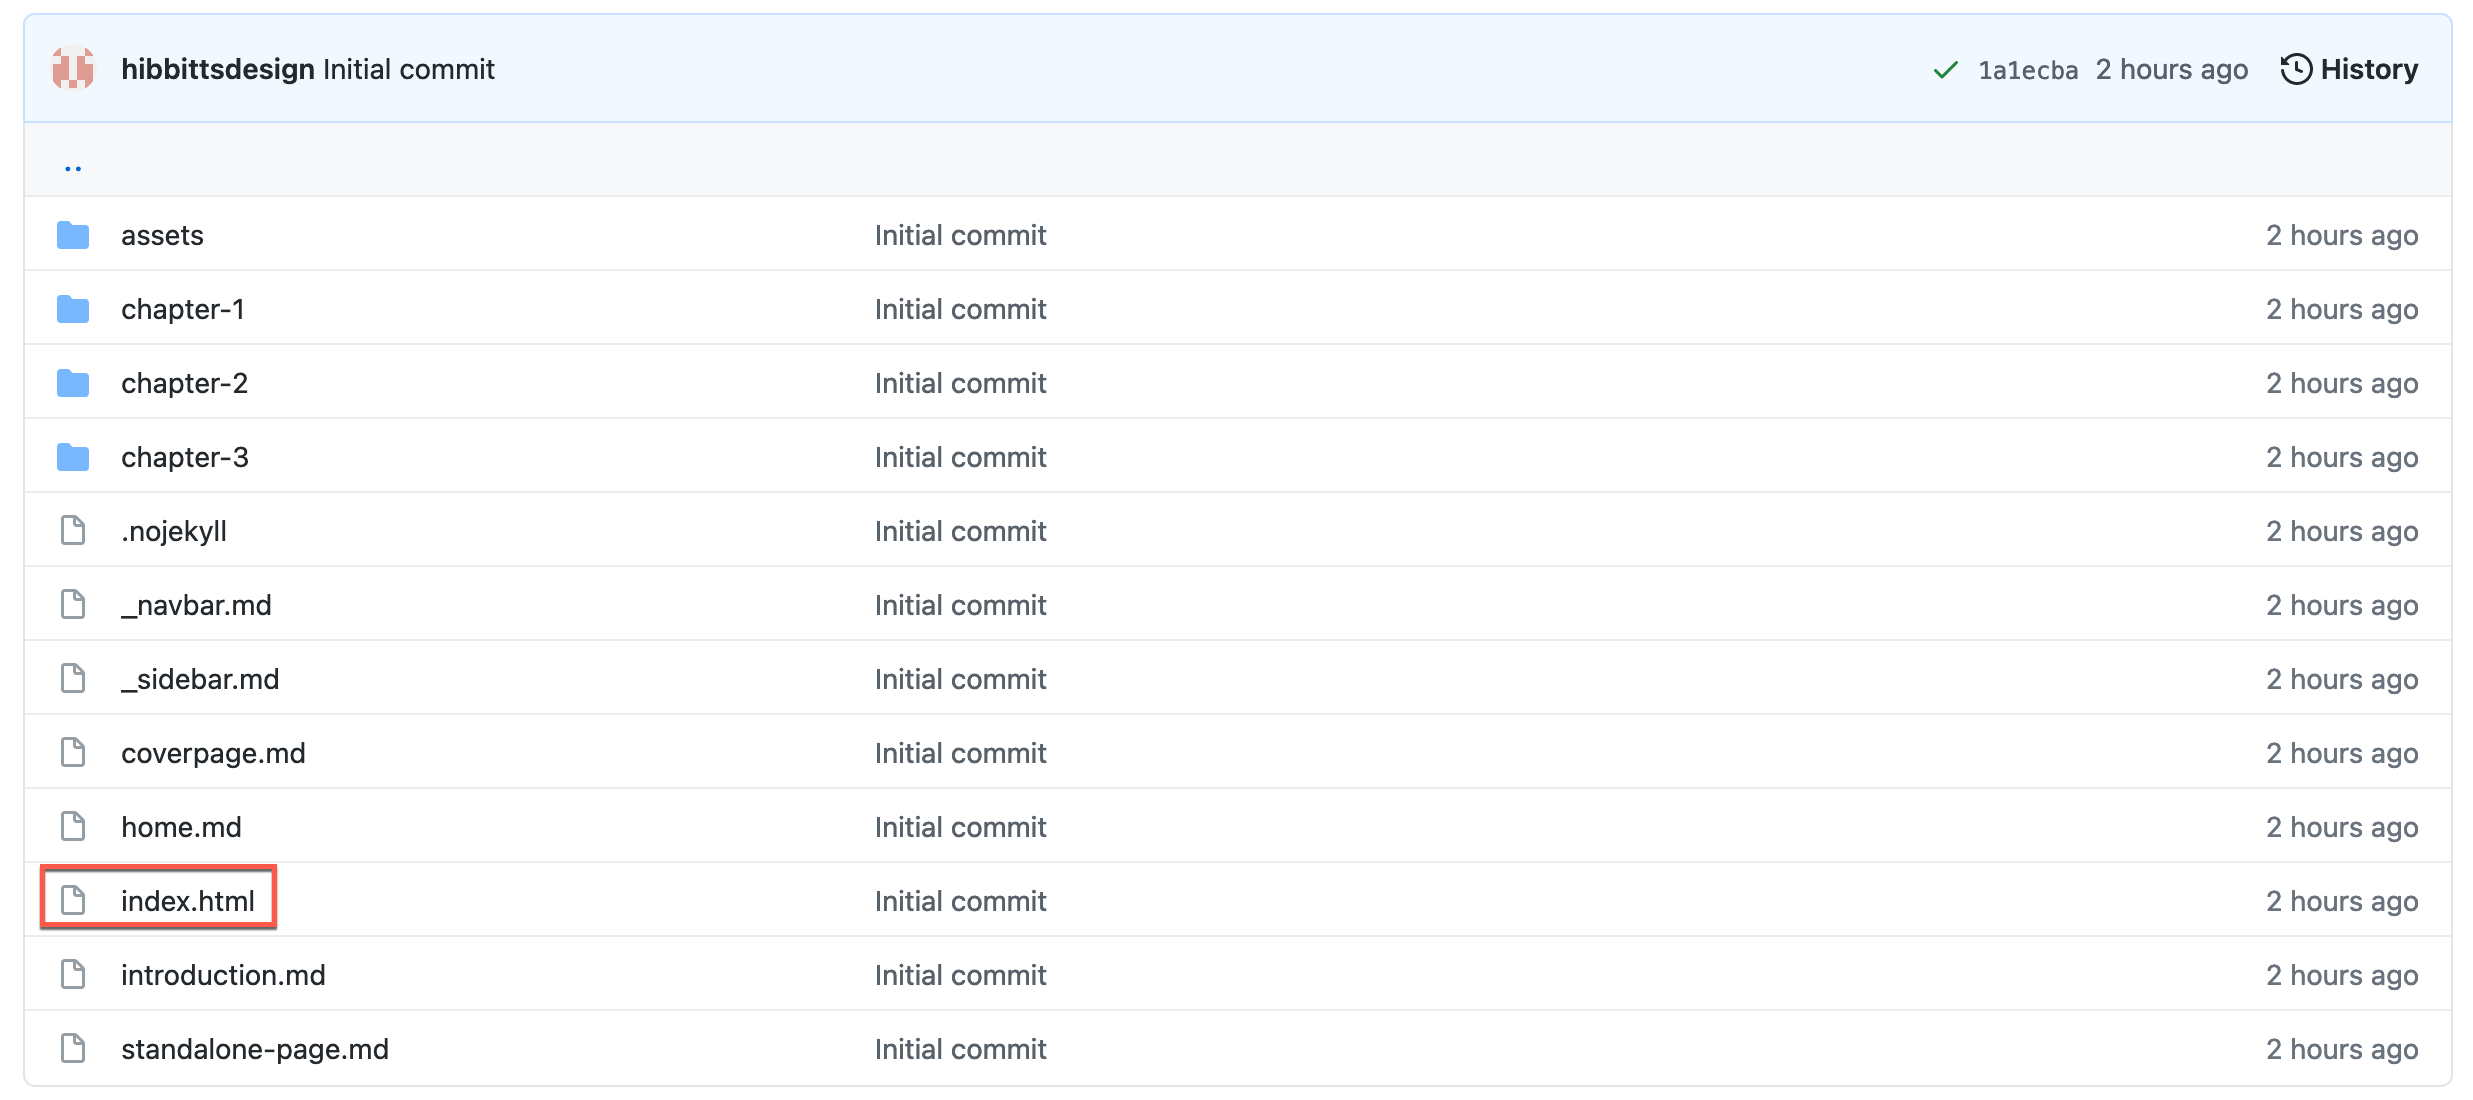 hibbittsdesign Initial commit 1a1ecba 2 hours ago History
..
assets Initial commit 2 hours ago
chapter-1 Initial commit 2 hours ago
chapter-2 Initial commit 2 hours ago
chapter-3 Initial commit 2 hours ago
.nojekyll Initial commit 2 hours ago
_navbar.md Initial commit 2 hours ago
_sidebar.md Initial commit 2 hours ago
coverpage.md Initial commit 2 hours ago
home.md Initial commit 2 hours ago
index.html Initial commit 2 hours ago
introduction.md Initial commit 2 hours ago
standalone-page.md Initial commit 2 hours ago